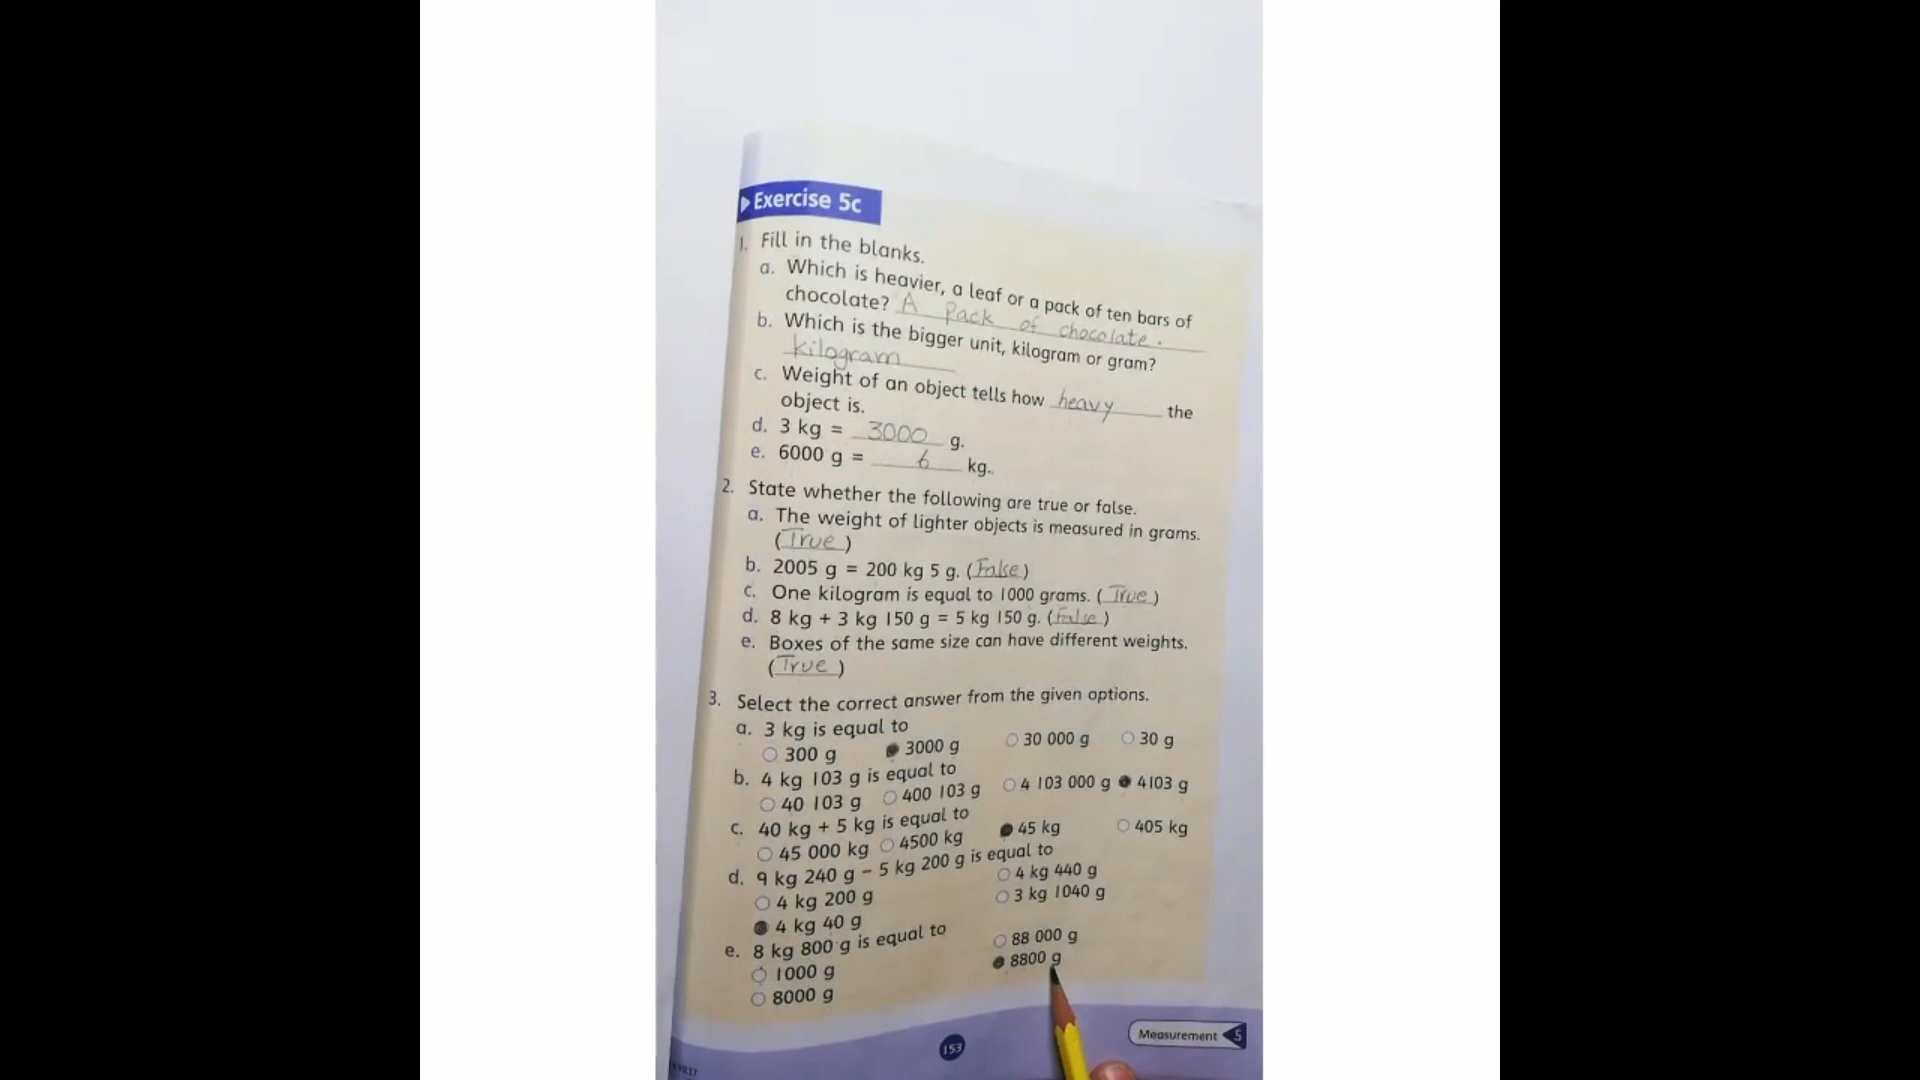 Exercise 5c
1. Fill in the blanks.
a. Which is heavier, a leaf or a pack of ten bars of
chocolate? A Pack of chocolate.
b. Which is the bigger unit, kilogram or gram?
kilogram
c. Weight of an object tells how heavy the
object is.
d. 3 kg = 3000 g.
e. 6000 g = 6 kg.
2. State whether the following are true or false.
a. The weight of lighter objects is measured in grams.
(True)
b. 2005 g = 200 kg 5 g. (False)
c. One kilogram is equal to 1000 grams. (True)
d. 8 kg + 3 kg 150 g = 5 kg 150 g. (False)
e. Boxes of the same size can have different weights.
(True)
3. Select the correct answer from the given options.
a. 3 kg is equal to
300 g 3000 g 30 000 g 30 g
b. 4 kg 103 g is equal to
40 103 g 400 103 g 4 103 000 g 4103 g
c. 40 kg + 5 kg is equal to
45 000 kg 4500 kg 45 kg 405 kg
d. 9 kg 240 g – 5 kg 200 g is equal to
4 kg 200 g 4 kg 440 g
4 kg 40 g 3 kg 1040 g
e. 8 kg 800 g is equal to
1000 g 88 000 g
8000 g 8800 g
153
Measurement 5